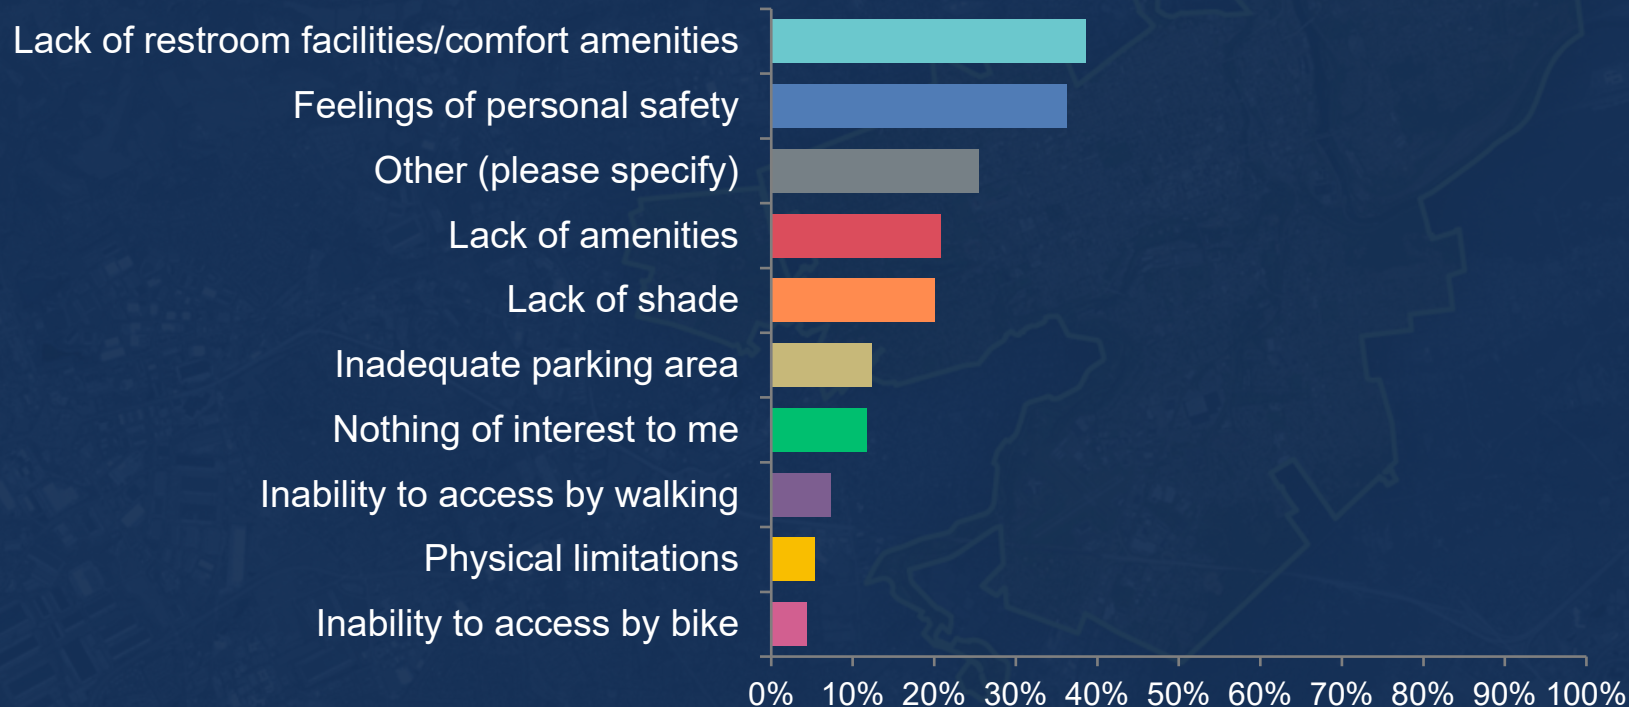 Lack of restroom facilities/comfort amenities
Feelings of personal safety
Other (please specify)
Lack of amenities
Lack of shade
Inadequate parking area
Nothing of interest to me
Inability to access by walking
Physical limitations
Inability to access by bike
0% 10% 20% 30% 40% 50% 60% 70% 80% 90% 100%